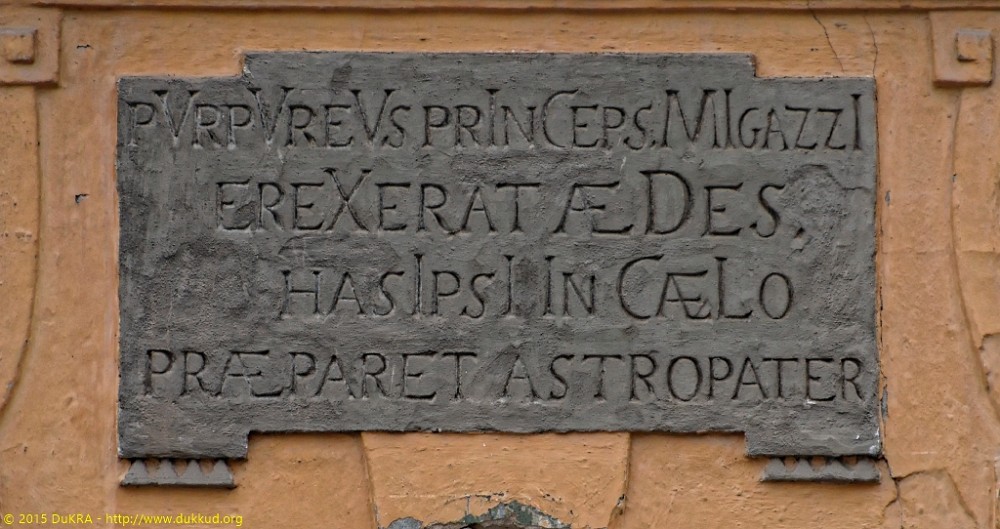 PVRPVREVS PRINCEPS. MIGAZZI
EREXERAT ÆDES,
HAS IPSI IN CÆLO
PRÆPARET ASTROPATER
© 2015 DuKRA - http://www.dukkud.org